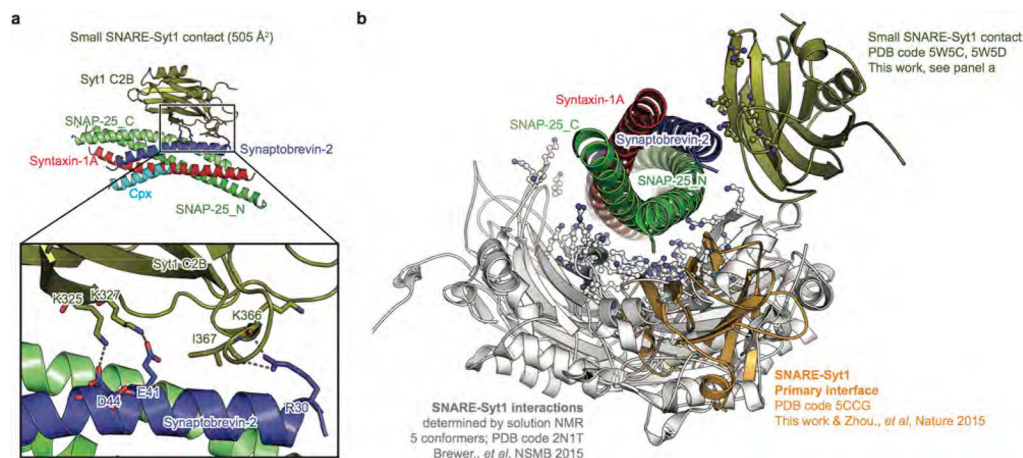 a
Small SNARE-Syt1 contact (505 Å²)
Syt1 C2B
SNAP-25_C
Syntaxin-1A
Synaptobrevin-2
Cpx
SNAP-25_N
Syt1 C2B
K325
K327
K366
I367
D44
E41
R30
Synaptobrevin-2
b
Small SNARE-Syt1 contact
PDB code 5W5C, 5W5D
This work, see panel a
Syntaxin-1A
SNAP-25_C
Synaptobrevin-2
SNAP-25_N
SNARE-Syt1 interactions
determined by solution NMR
5 conformers; PDB code 2N1T
Brewer., et al, NSMB 2015
SNARE-Syt1
Primary interface
PDB code 5CCG
This work & Zhou., et al, Nature 2015